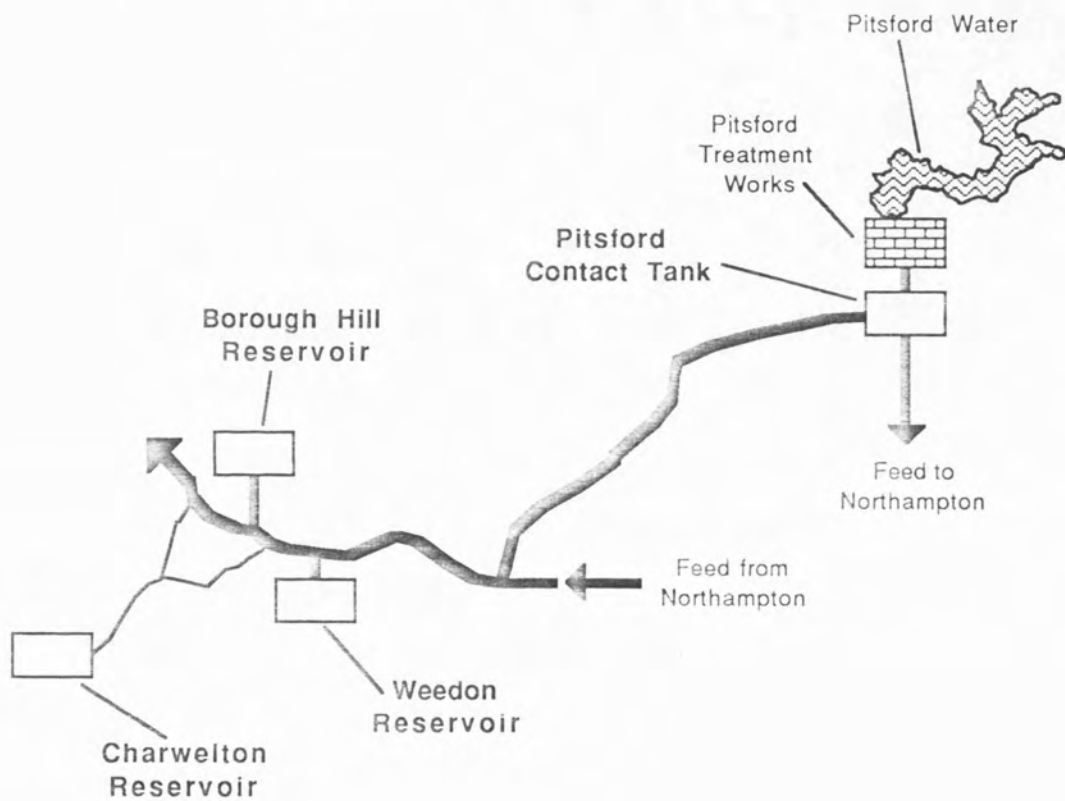 Pitsford Water
Pitsford
Treatment
Works
Pitsford
Contact Tank
Borough Hill
Reservoir
Feed to
Northampton
Feed from
Northampton
Weedon
Reservoir
Charwelton
Reservoir